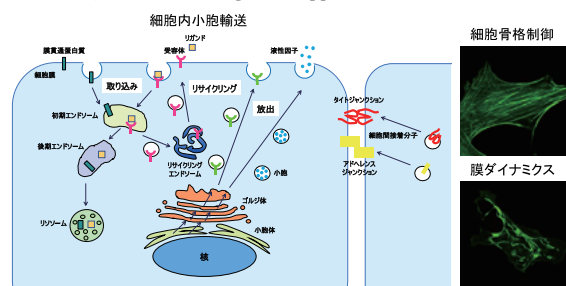 細胞内小胞輸送
リガンド
膜貫通蛋白質
受容体
液性因子
細胞膜
取り込み
リサイクリング
放出
初期エンドソーム
後期エンドソーム
リサイクリング
エンドソーム
小胞
リソソーム
ゴルジ体
小胞体
核
タイトジャンクション
細胞間接着分子
アドヘレンス
ジャンクション
細胞骨格制御
膜ダイナミクス